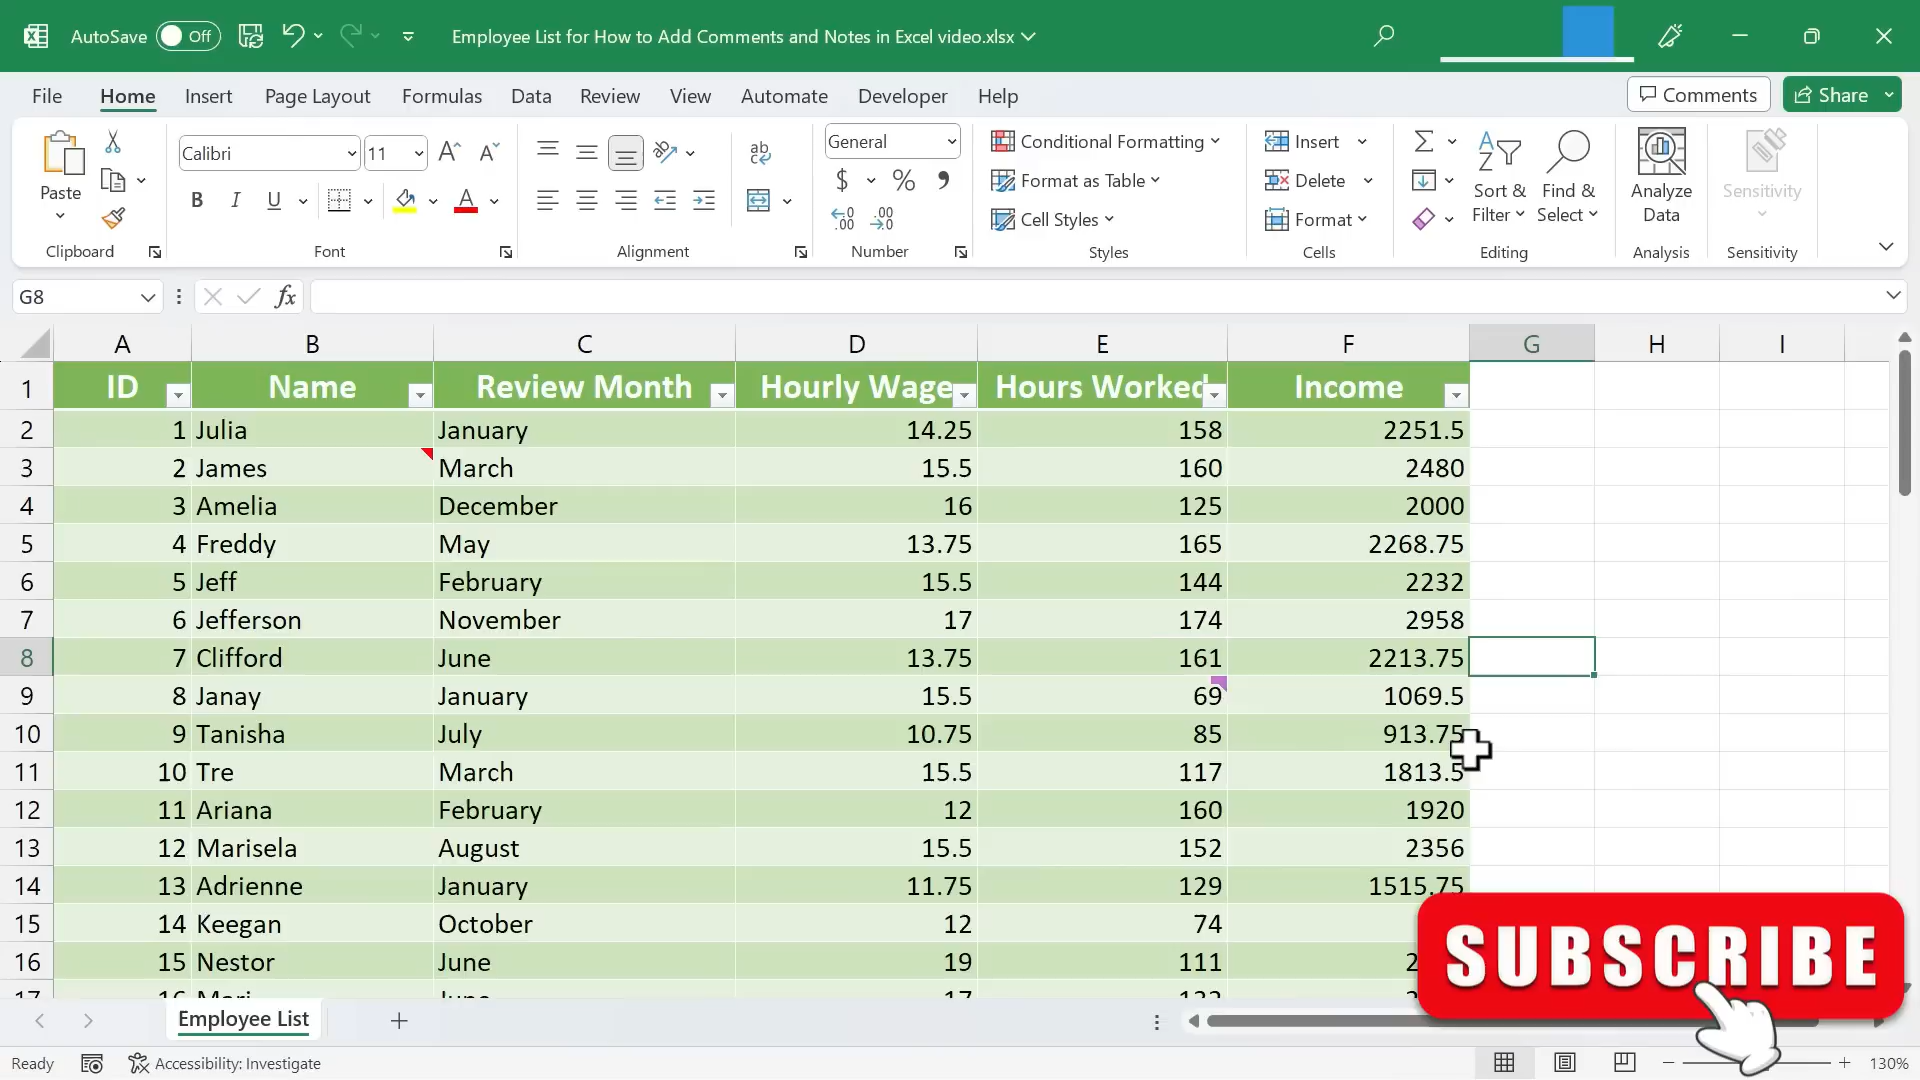 AutoSave Off Employee List for How to Add Comments and Notes in Excel video.xlsx
File Home Insert Page Layout Formulas Data Review View Automate Developer Help Comments Share
Paste
Calibri 11
B I U
General
$ % 9
Conditional Formatting
Format as Table
Cell Styles
Insert
Delete
Format
Sort & Filter
Find & Select
Analyze Data
Sensitivity
Clipboard Font Alignment Number Styles Cells Editing Analysis Sensitivity
G8 fx
A B C D E F G H I
1 ID Name Review Month Hourly Wage Hours Worked Income
2 1 Julia January 14.25 158 2251.5
3 2 James March 15.5 160 2480
4 3 Amelia December 16 125 2000
5 4 Freddy May 13.75 165 2268.75
6 5 Jeff February 15.5 144 2232
7 6 Jefferson November 17 174 2958
8 7 Clifford June 13.75 161 2213.75
9 8 Janay January 15.5 69 1069.5
10 9 Tanisha July 10.75 85 913.75
11 10 Tre March 15.5 117 1813.5
12 11 Ariana February 12 160 1920
13 12 Marisela August 15.5 152 2356
14 13 Adrienne January 11.75 129 1515.75
15 14 Keegan October 12 74
16 15 Nestor June 19 111 2
SUBSCRIBE
Employee List
Ready Accessibility: Investigate 130%